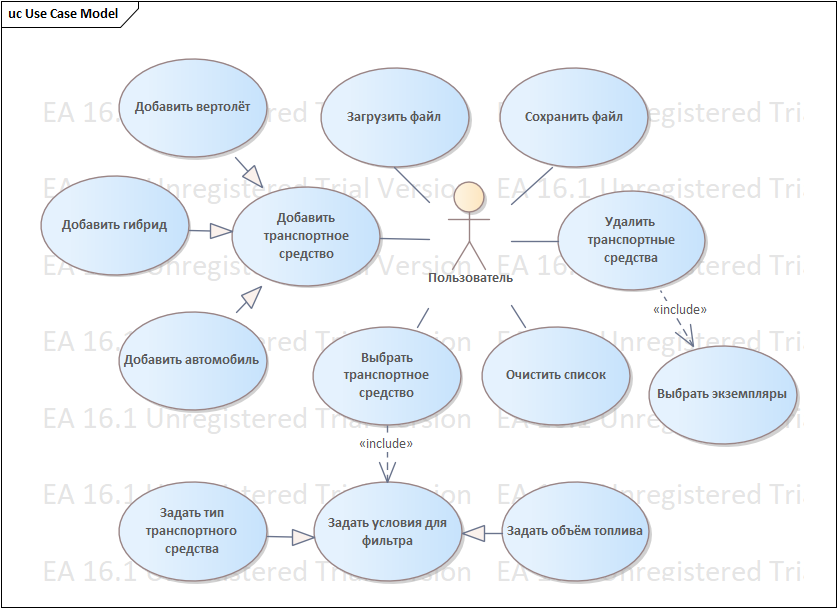 uc Use Case Model
Добавить вертолёт
Загрузить файл
Сохранить файл
Добавить гибрид
Добавить
транспортное
средство
Удалить
транспортные
средства
Пользователь
«include»
Добавить автомобиль
Выбрать
транспортное
средство
Очистить список
Выбрать экземпляры
«include»
Задать тип
транспортного
средства
Задать условия для
фильтра
Задать объём топлива
EA 16.1 Unregistered Trial Version